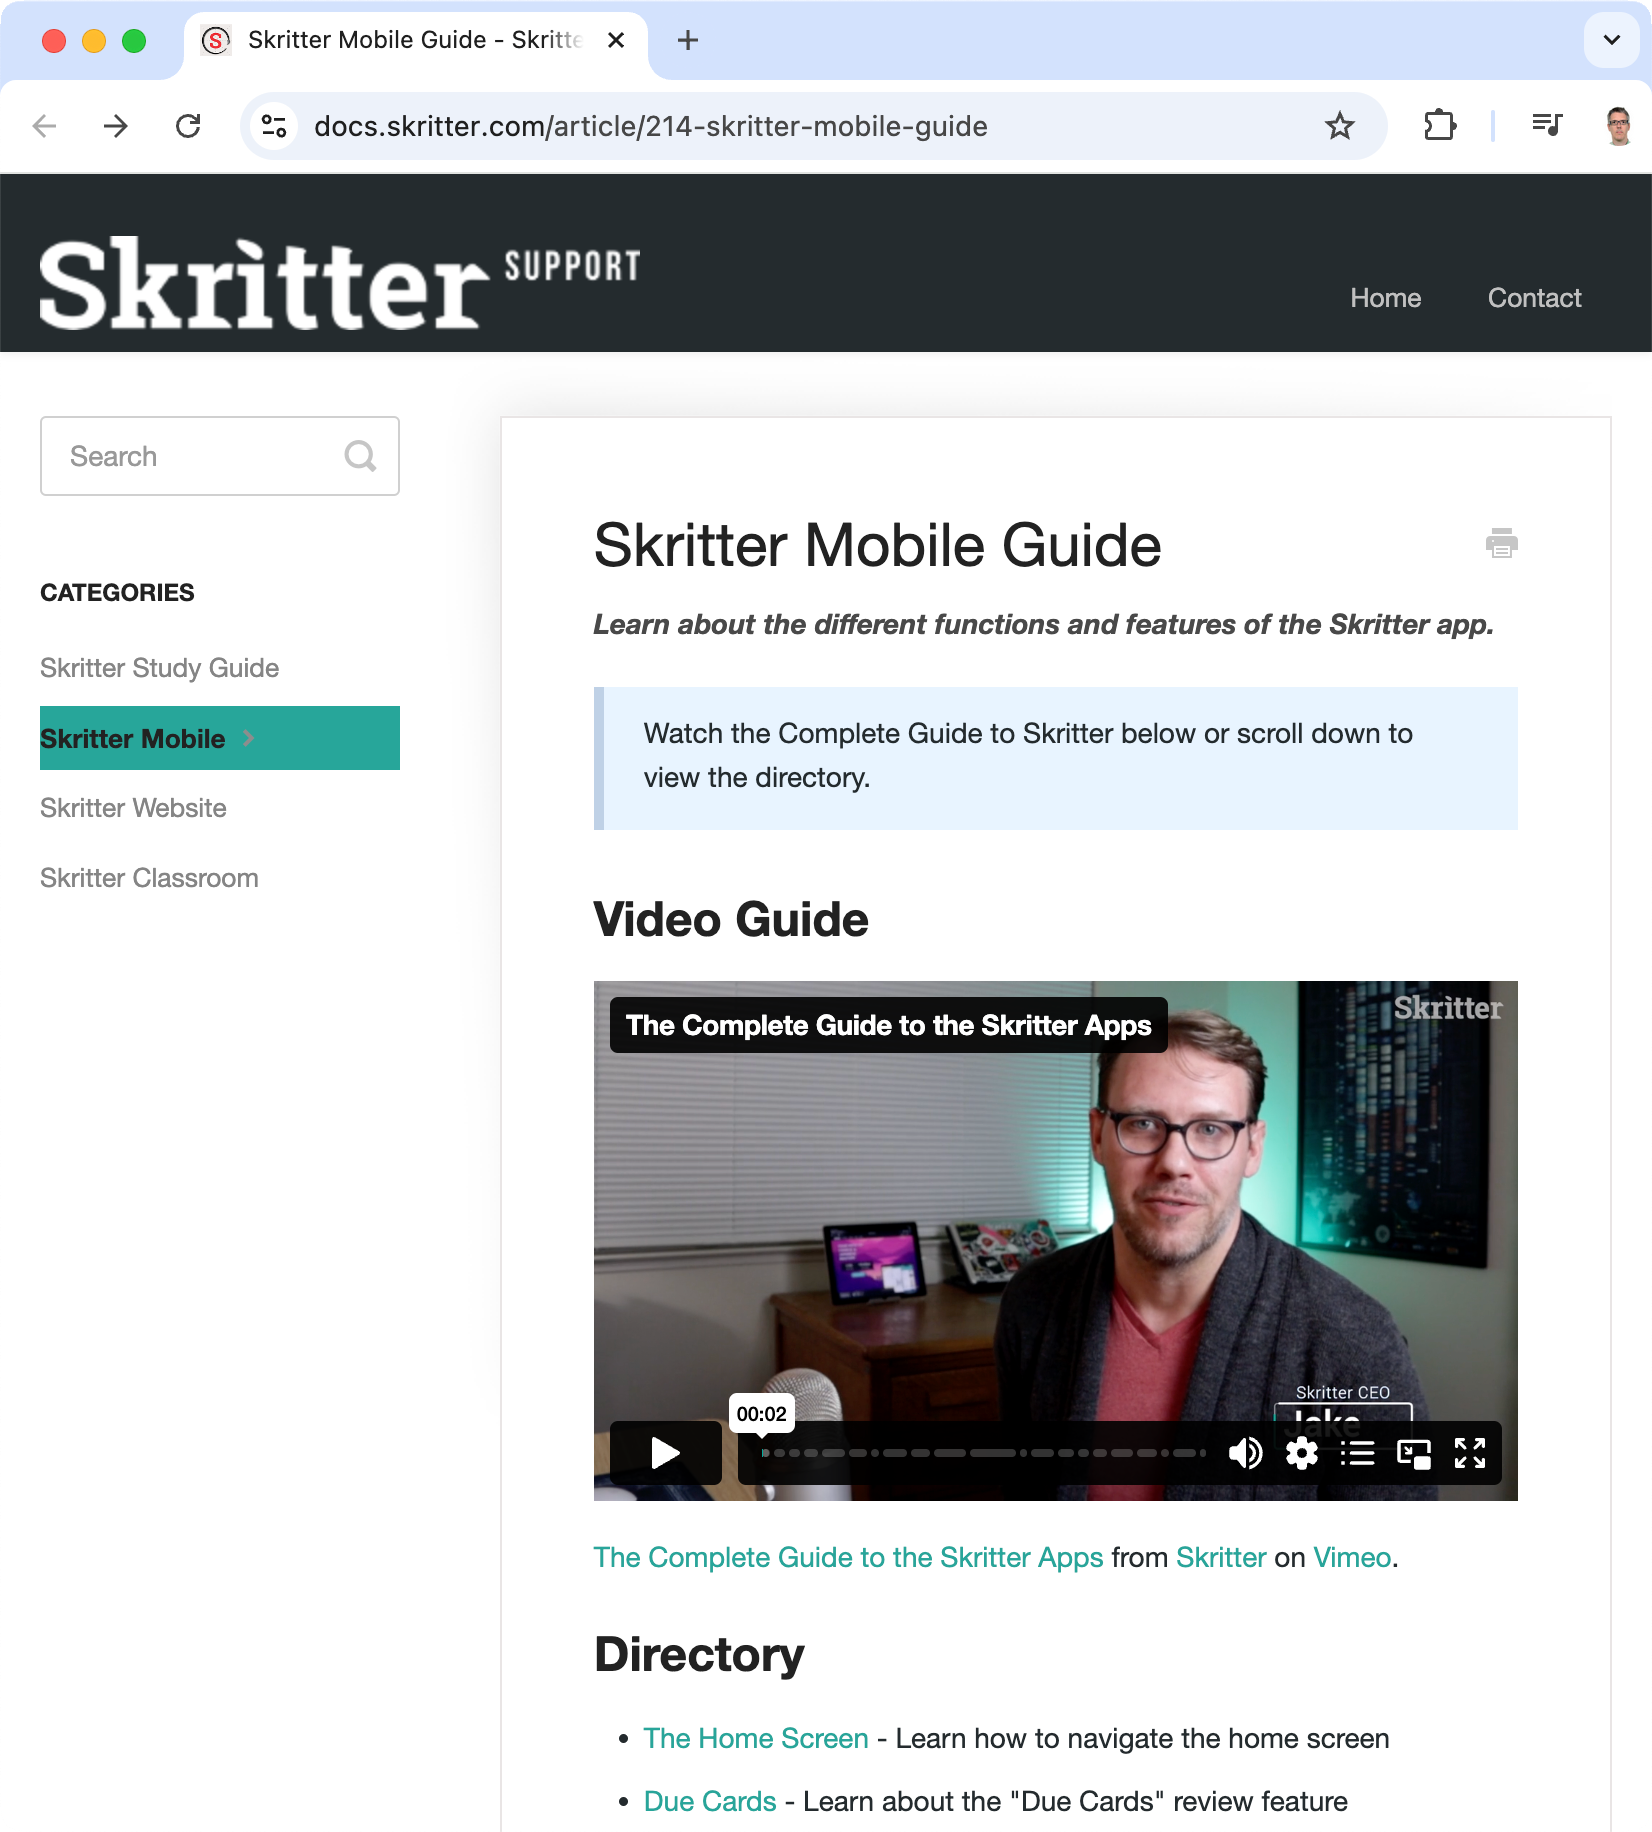 Skritter Mobile Guide - Skritte
docs.skritter.com/article/214-skritter-mobile-guide
Skritter SUPPORT
Home
Contact
Search
CATEGORIES
Skritter Study Guide
Skritter Mobile
Skritter Website
Skritter Classroom
Skritter Mobile Guide
Learn about the different functions and features of the Skritter app.
Watch the Complete Guide to Skritter below or scroll down to
view the directory.
Video Guide
The Complete Guide to the Skritter Apps
Skritter
Skritter CEO
Jake
00:02
The Complete Guide to the Skritter Apps from Skritter on Vimeo.
Directory
• The Home Screen - Learn how to navigate the home screen
• Due Cards - Learn about the "Due Cards" review feature